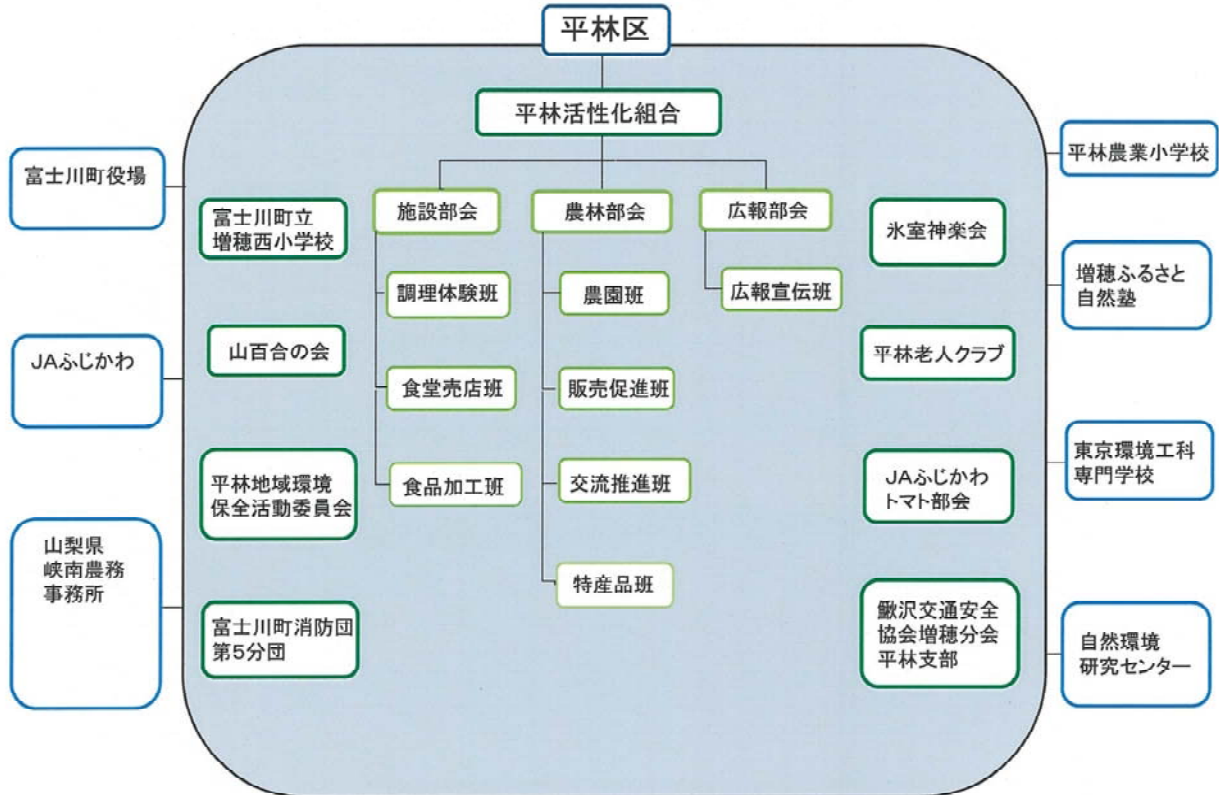 平林区
平林活性化組合
富士川町役場
JAふじかわ
山梨県
峡南農務
事務所
富士川町立
増穂西小学校
山百合の会
平林地域環境
保全活動委員会
富士川町消防団
第5分団
施設部会
調理体験班
食堂売店班
食品加工班
農林部会
農園班
販売促進班
交流推進班
特産品班
広報部会
広報宣伝班
氷室神楽会
平林老人クラブ
JAふじかわ
トマト部会
鰍沢交通安全
協会増穂分会
平林支部
平林農業小学校
増穂ふるさと
自然塾
東京環境工科
専門学校
自然環境
研究センター